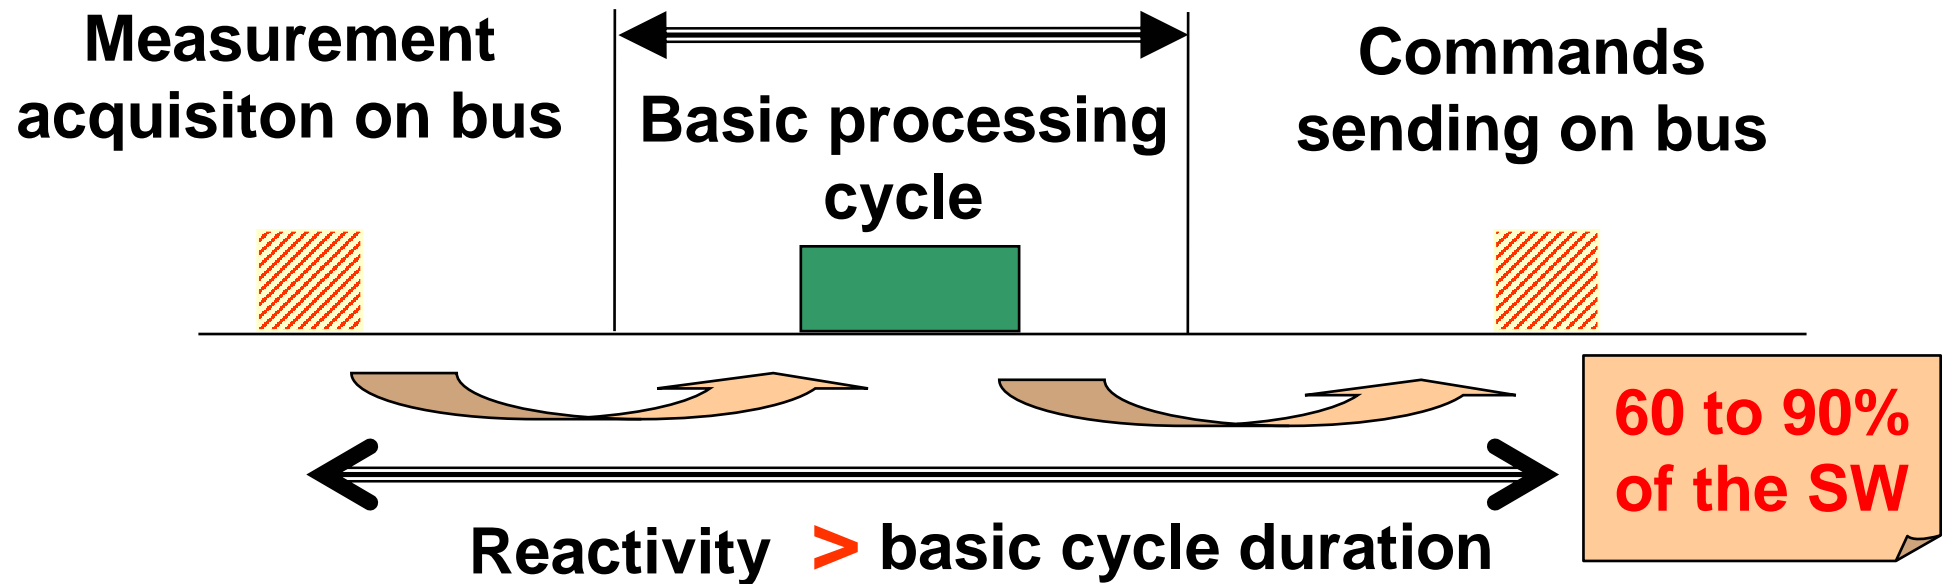 Measurement
acquisiton on bus
Basic processing
cycle
Commands
sending on bus
60 to 90%
of the SW
Reactivity > basic cycle duration